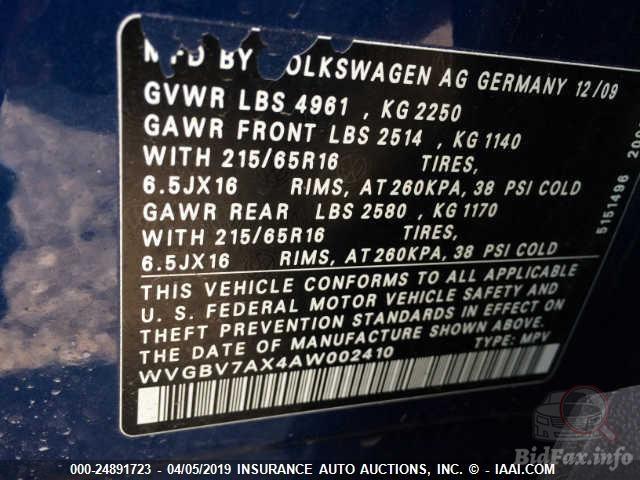 MFD BY VOLKSWAGEN AG GERMANY 12/09
GVWR LBS 4961 , KG 2250
GAWR FRONT LBS 2514 , KG 1140
WITH 215/65R16 TIRES,
6.5JX16 RIMS, AT 260KPA, 38 PSI COLD
GAWR REAR LBS 2580 , KG 1170
WITH 215/65R16 TIRES,
6.5JX16 RIMS, AT 260KPA, 38 PSI COLD
THIS VEHICLE CONFORMS TO ALL APPLICABLE
U. S. FEDERAL MOTOR VEHICLE SAFETY AND
THEFT PREVENTION STANDARDS IN EFFECT ON
THE DATE OF MANUFACTURE SHOWN ABOVE.
WVGBV7AX4AW002410 TYPE: MPV
5151496
BidFax.info
000-24891723 - 04/05/2019 INSURANCE AUTO AUCTIONS, INC. - © IAAI.COM